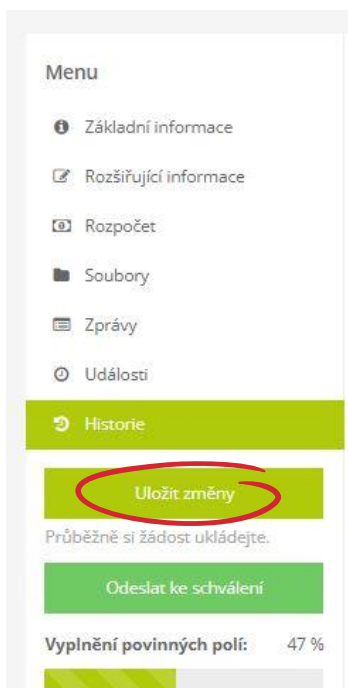 Menu
Základní informace
Rozšiřující informace
Rozpočet
Soubory
Zprávy
Události
Historie
Uložit změny
Průběžně si žádost ukládejte.
Odeslat ke schválení
Vyplnění povinných polí: 47 %